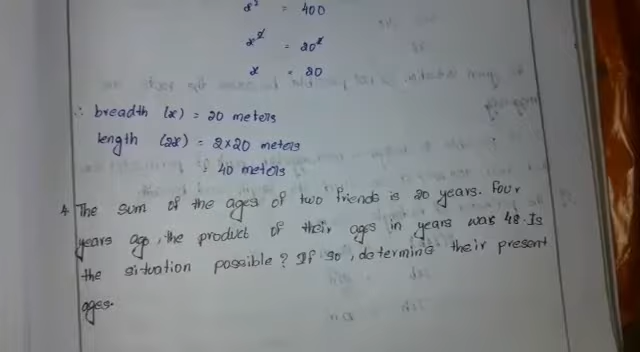 x² = 400
x² = 20²
x = 20
∴ breadth (x) = 20 meters
length (2x) = 2×20 meters
= 40 meters
4. The sum of the ages of two friends is 20 years. Four
years ago, the product of their ages in years was 48. Is
the situation possible? If so, determine their present
ages.